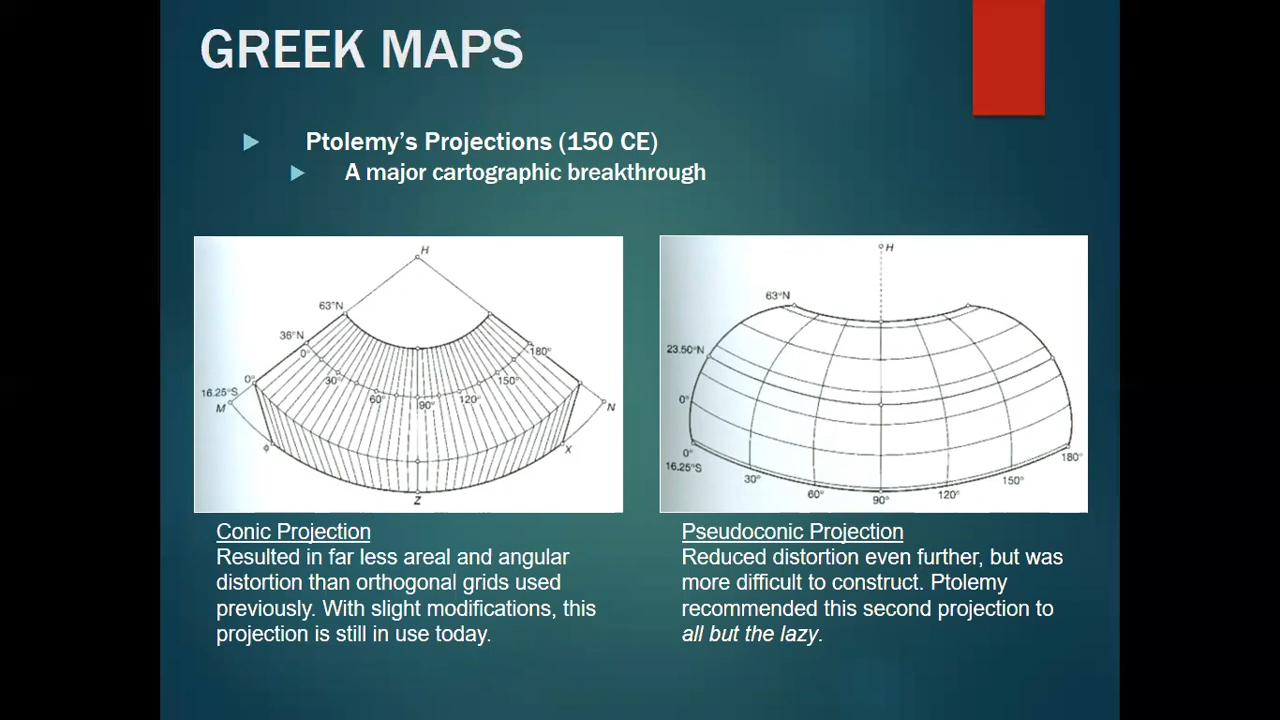 GREEK MAPS
Ptolemy's Projections (150 CE)
A major cartographic breakthrough
H
63°N
36°N
0°
180°
30°
150°
0°
60°
90°
120°
16.25°S
M
N
φ
X
Z
H
63°N
23.50°N
0°
0°
16.25°S
180°
30°
150°
60°
120°
90°
Conic Projection
Resulted in far less areal and angular
distortion than orthogonal grids used
previously. With slight modifications, this
projection is still in use today.
Pseudoconic Projection
Reduced distortion even further, but was
more difficult to construct. Ptolemy
recommended this second projection to
all but the lazy.